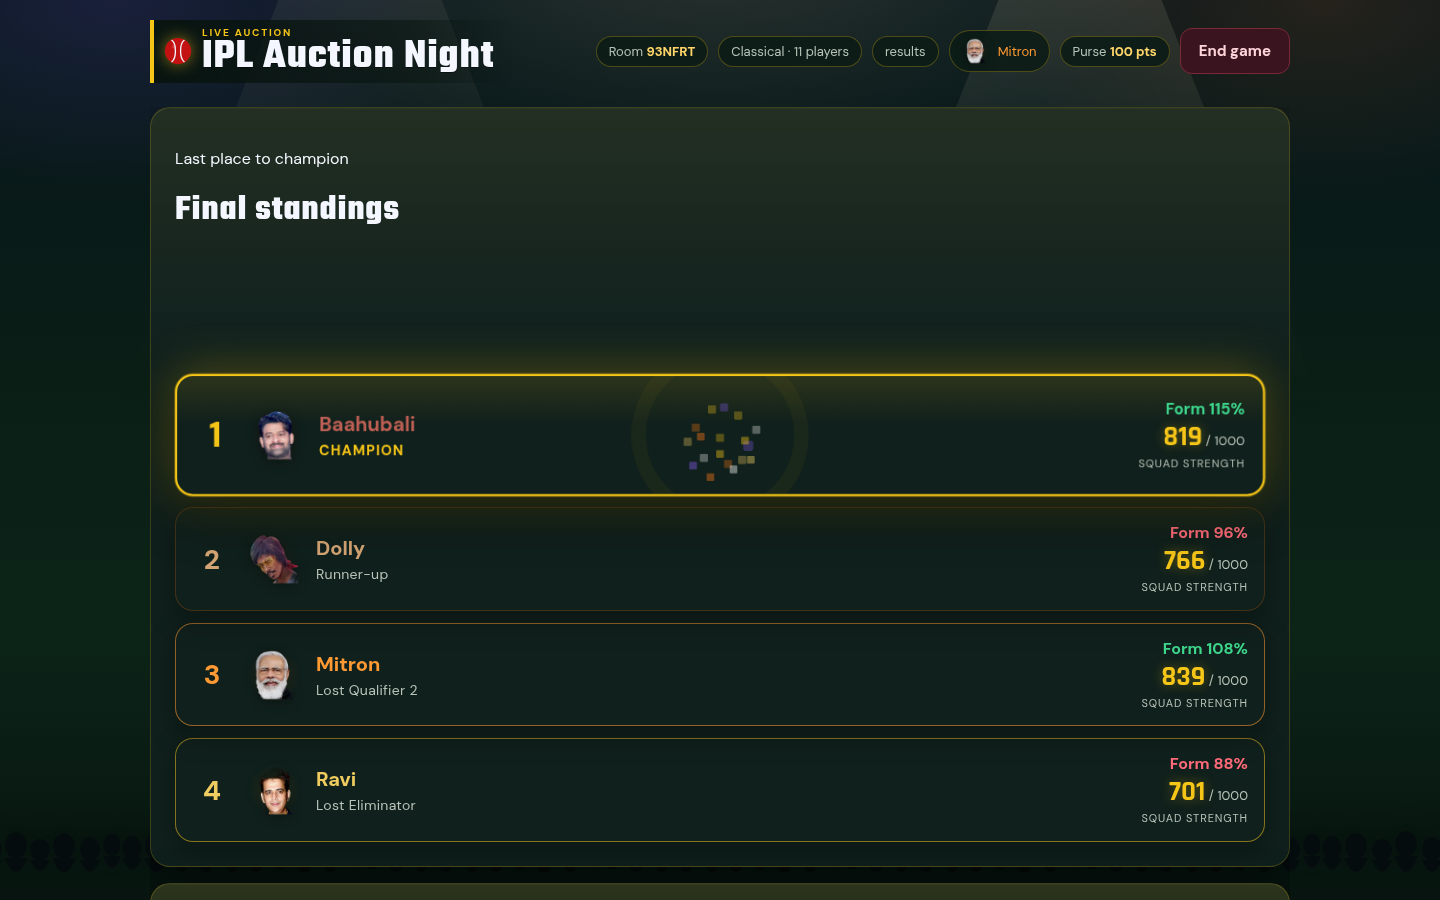 LIVE AUCTION
IPL Auction Night
Room 93NFRT
Classical · 11 players
results
Mitron
Purse 100 pts
End game
Last place to champion
Final standings
1
Baahubali
CHAMPION
Form 115%
819 / 1000
SQUAD STRENGTH
2
Dolly
Runner-up
Form 96%
766 / 1000
SQUAD STRENGTH
3
Mitron
Lost Qualifier 2
Form 108%
839 / 1000
SQUAD STRENGTH
4
Ravi
Lost Eliminator
Form 88%
701 / 1000
SQUAD STRENGTH